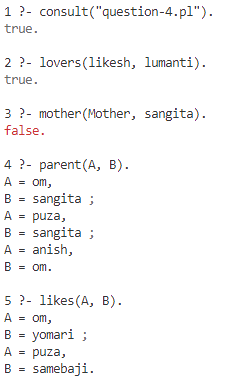 1 ?- consult("question-4.pl").
true.
2 ?- lovers(likesh, lumanti).
true.
3 ?- mother(Mother, sangita).
false.
4 ?- parent(A, B).
A = om,
B = sangita ;
A = puza,
B = sangita ;
A = anish,
B = om.
5 ?- likes(A, B).
A = om,
B = yomari ;
A = puza,
B = samebaji.